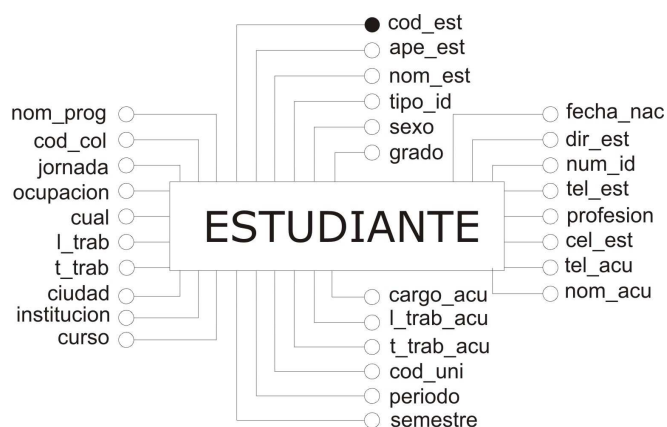 cod_est
ape_est
nom_est
tipo_id
sexo
grado
nom_prog
cod_col
jornada
ocupacion
cual
l_trab
t_trab
ciudad
institucion
curso
ESTUDIANTE
fecha_nac
dir_est
num_id
tel_est
profesion
cel_est
tel_acu
nom_acu
cargo_acu
l_trab_acu
t_trab_acu
cod_uni
periodo
semestre